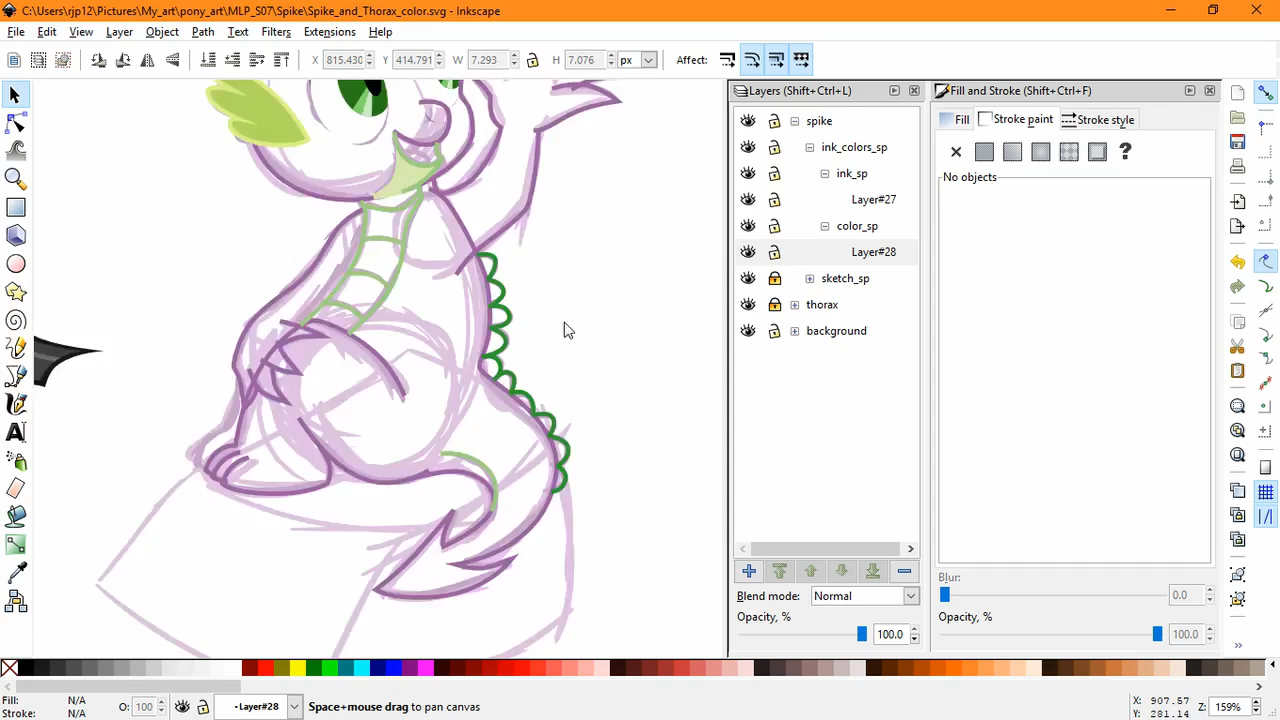 C:\Users\rjp12\Pictures\My_art\pony_art\MLP_S07\Spike\Spike_and_Thorax_color.svg - Inkscape
File Edit View Layer Object Path Text Filters Extensions Help
X 815.430 Y 414.791 W 7.293 H 7.076 px Affect:
Layers (Shift+Ctrl+L)
Fill and Stroke (Shift+Ctrl+F)
Fill Stroke paint Stroke style
?
No objects
spike
ink_colors_sp
ink_sp
Layer#27
color_sp
Layer#28
sketch_sp
thorax
background
Blend mode: Normal
Opacity, %
100.0
Blur:
0.0
Opacity, %
100.0
Fill: N/A
Stroke: N/A
O: 100
•Layer#28
Space+mouse drag to pan canvas
X: 907.57
Y: 281.14
Z: 159%